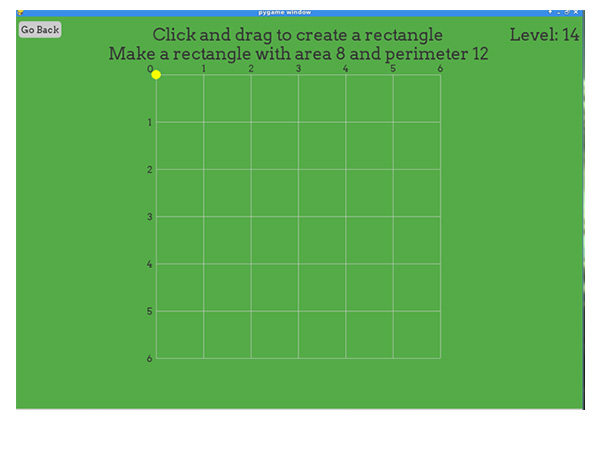 pygame window
Go Back
Click and drag to create a rectangle
Level: 14
Make a rectangle with area 8 and perimeter 12
0 1 2 3 4 5 6
1
2
3
4
5
6